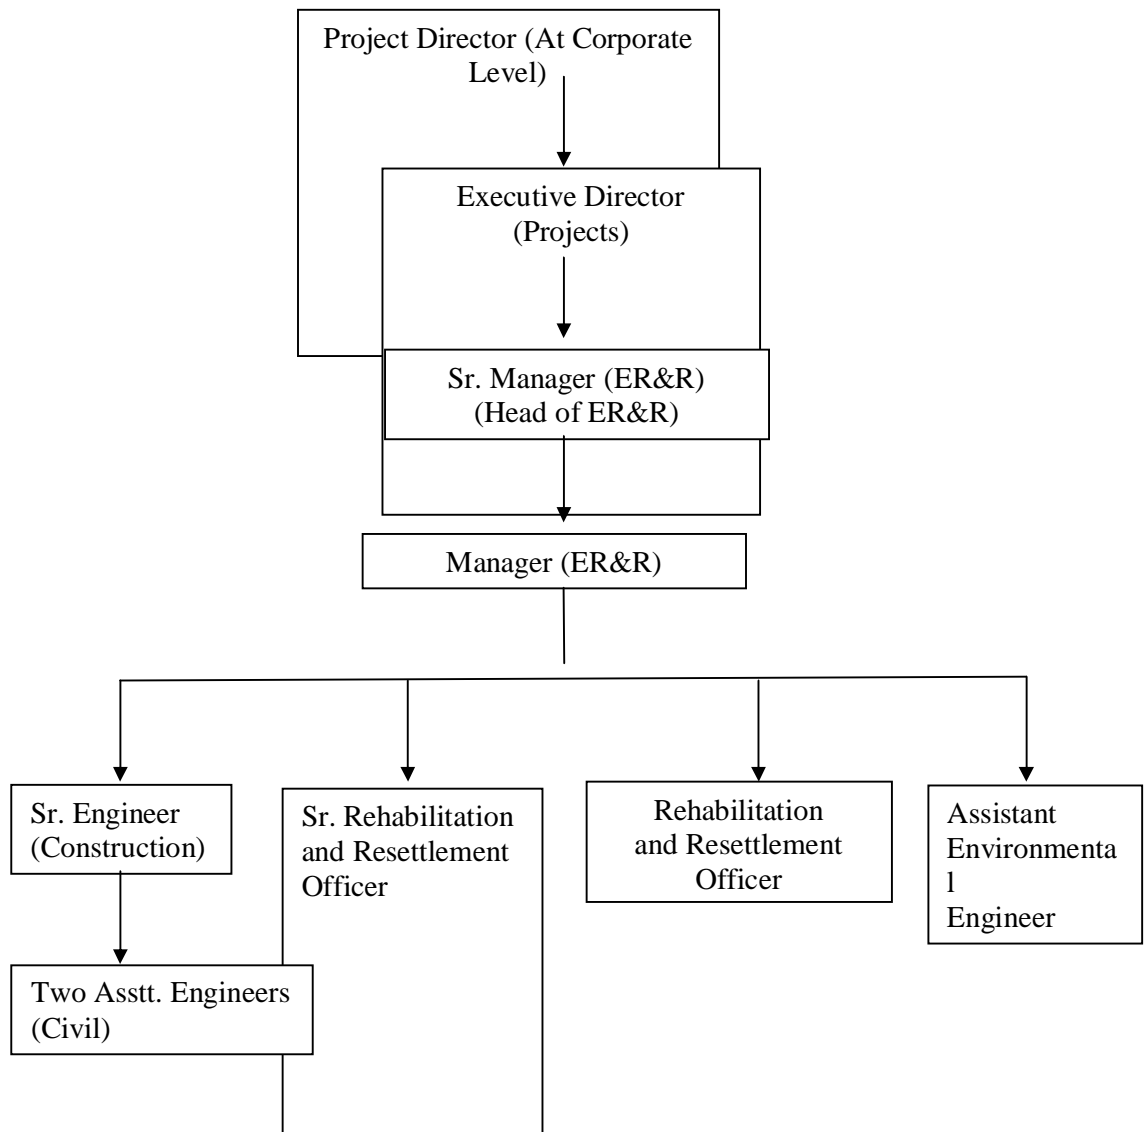 Project Director (At Corporate
Level)
Executive Director
(Projects)
Sr. Manager (ER&R)
(Head of ER&R)
Manager (ER&R)
Sr. Engineer
(Construction)
Sr. Rehabilitation
and Resettlement
Officer
Rehabilitation
and Resettlement
Officer
Assistant
Environmenta
l
Engineer
Two Asstt. Engineers
(Civil)